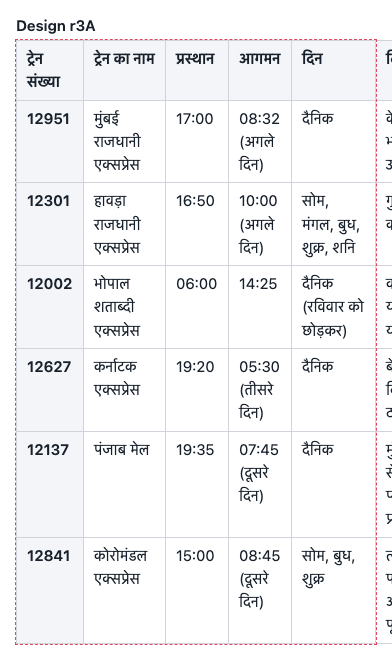 Design r3A
ट्रेन संख्या ट्रेन का नाम प्रस्थान आगमन दिन
12951 मुंबई राजधानी एक्सप्रेस 17:00 08:32 (अगले दिन) दैनिक
12301 हावड़ा राजधानी एक्सप्रेस 16:50 10:00 (अगले दिन) सोम, मंगल, बुध, शुक्र, शनि
12002 भोपाल शताब्दी एक्सप्रेस 06:00 14:25 दैनिक (रविवार को छोड़कर)
12627 कर्नाटक एक्सप्रेस 19:20 05:30 (तीसरे दिन) दैनिक
12137 पंजाब मेल 19:35 07:45 (दूसरे दिन) दैनिक
12841 कोरोमंडल एक्सप्रेस 15:00 08:45 (दूसरे दिन) सोम, बुध, शुक्र